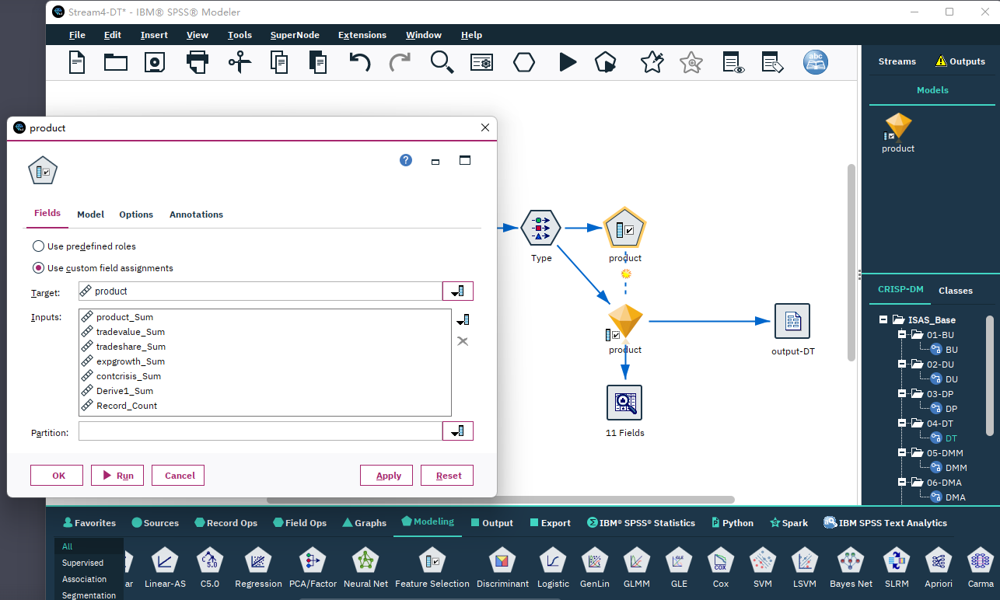 Stream4-DT* - IBM® SPSS® Modeler
File Edit Insert View Tools SuperNode Extensions Window Help
abc
Streams Outputs
Models
product
product
Fields Model Options Annotations
Use predefined roles
Use custom field assignments
Target: product
Inputs:
product_Sum
tradevalue_Sum
tradeshare_Sum
expgrowth_Sum
contcrisis_Sum
Derive1_Sum
Record_Count
Partition:
OK Run Cancel Apply Reset
Type
product
product
output-DT
11 Fields
CRISP-DM Classes
ISAS_Base
01-BU
BU
02-DU
DU
03-DP
DP
04-DT
DT
05-DMM
DMM
06-DMA
DMA
Favorites Sources Record Ops Field Ops Graphs Modeling Output Export IBM® SPSS® Statistics Python Spark IBM SPSS Text Analytics
All
Supervised
Association
Segmentation
ar Linear-AS C5.0 Regression PCA/Factor Neural Net Feature Selection Discriminant Logistic GenLin GLMM GLE Cox SVM LSVM Bayes Net SLRM Apriori Carma